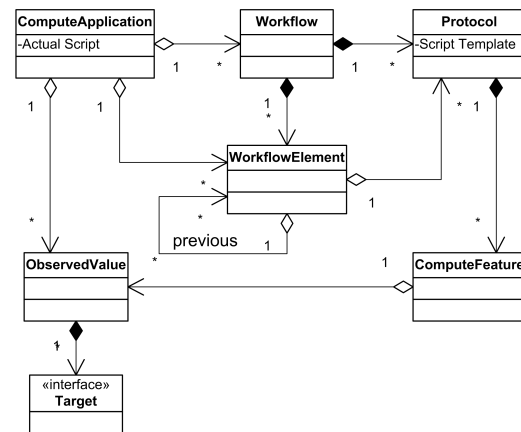 ComputeApplication
-Actual Script
Workflow
Protocol
-Script Template
1
*
1
*
1
1
1
*
1
*
WorkflowElement
*
*
1
previous
1
*
*
*
1
ObservedValue
ComputeFeature
1
*
«interface»
Target